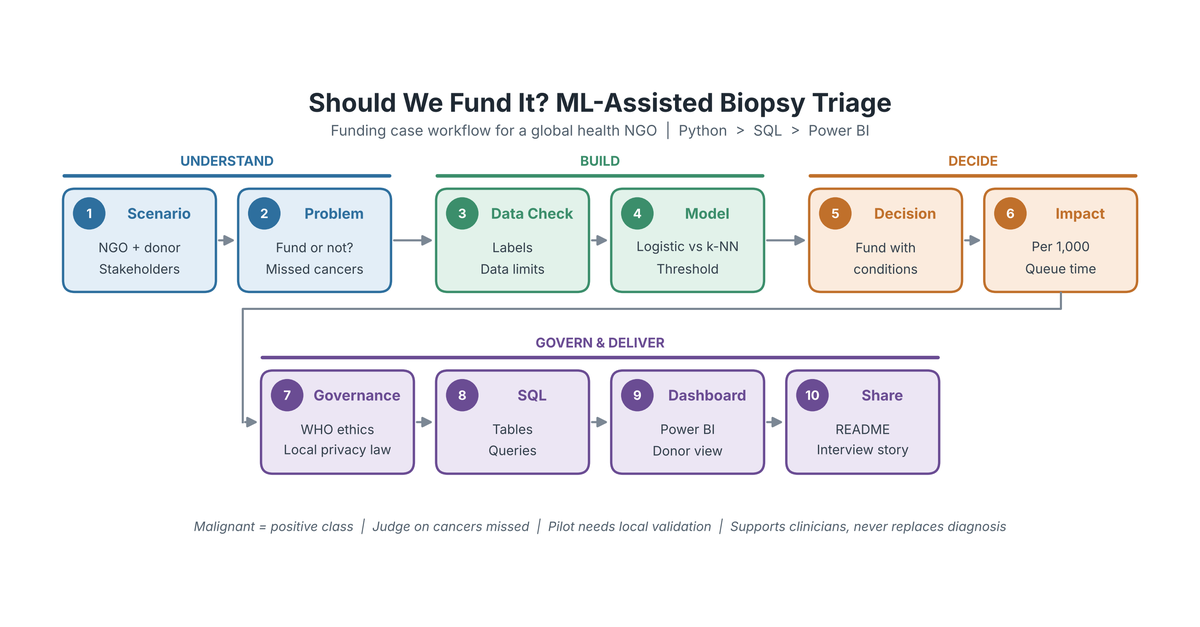 Should We Fund It? ML-Assisted Biopsy Triage
Funding case workflow for a global health NGO | Python > SQL > Power BI
UNDERSTAND
BUILD
DECIDE
1 Scenario
NGO + donor
Stakeholders
2 Problem
Fund or not?
Missed cancers
3 Data Check
Labels
Data limits
4 Model
Logistic vs k-NN
Threshold
5 Decision
Fund with
conditions
6 Impact
Per 1,000
Queue time
GOVERN & DELIVER
7 Governance
WHO ethics
Local privacy law
8 SQL
Tables
Queries
9 Dashboard
Power BI
Donor view
10 Share
README
Interview story
Malignant = positive class | Judge on cancers missed | Pilot needs local validation | Supports clinicians, never replaces diagnosis